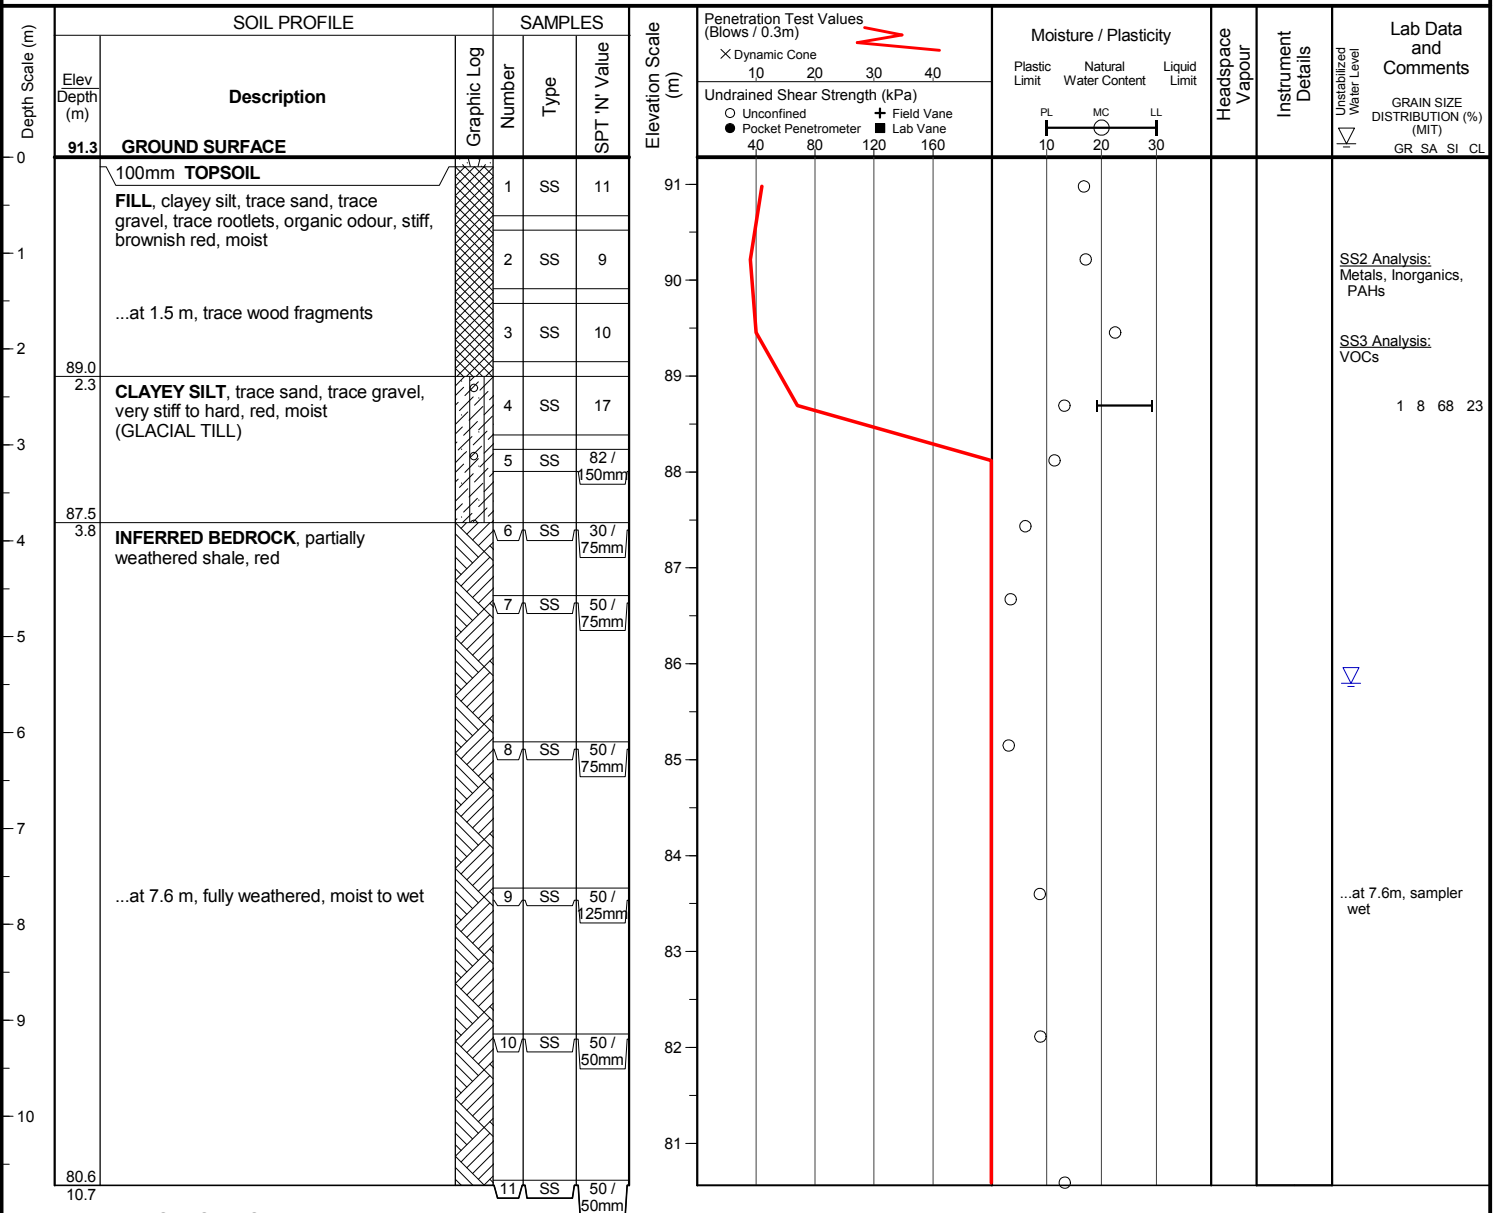 SOIL PROFILE
SAMPLES
Depth Scale (m)
Elev
Depth
(m)
Description
Graphic Log
Number
Type
SPT 'N' Value
Elevation Scale
(m)
Penetration Test Values
(Blows / 0.3m)
× Dynamic Cone
10 20 30 40
Undrained Shear Strength (kPa)
Unconfined
Field Vane
Pocket Penetrometer
Lab Vane
40 80 120 160
Moisture / Plasticity
Plastic Limit
Natural Water Content
Liquid Limit
PL MC LL
10 20 30
Headspace
Vapour
Instrument
Details
Unstabilized
Water Level
Lab Data
and
Comments
GRAIN SIZE
DISTRIBUTION (%)
(MIT)
GR SA SI CL
91.3 GROUND SURFACE
0
100mm TOPSOIL
FILL, clayey silt, trace sand, trace
gravel, trace rootlets, organic odour, stiff,
brownish red, moist
...at 1.5 m, trace wood fragments
89.0
2.3
CLAYEY SILT, trace sand, trace gravel,
very stiff to hard, red, moist
(GLACIAL TILL)
87.5
3.8
INFERRED BEDROCK, partially
weathered shale, red
...at 7.6 m, fully weathered, moist to wet
80.6
10.7
1
2
3
4
5
6
7
8
9
10
1 SS 11
2 SS 9
3 SS 10
4 SS 17
5 SS 82 /
150mm
6 SS 30 /
75mm
7 SS 50 /
75mm
8 SS 50 /
75mm
9 SS 50 /
125mm
10 SS 50 /
50mm
11 SS 50 /
50mm
91
90
89
88
87
86
85
84
83
82
81
SS2 Analysis:
Metals, Inorganics,
PAHs
SS3 Analysis:
VOCs
1 8 68 23
...at 7.6m, sampler
wet